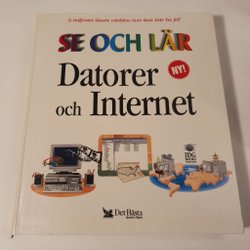 6 miljoner läsare världen över kan inte ha fel!
SE OCH LÄR
NY!
Datorer
och Internet
IDG
BOOKS
Det Bästa